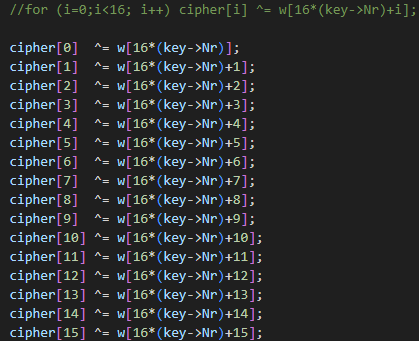 //for (i=0;i<16; i++) cipher[i] ^= w[16*(key->Nr)+i];
cipher[0]  ^= w[16*(key->Nr)];
cipher[1]  ^= w[16*(key->Nr)+1];
cipher[2]  ^= w[16*(key->Nr)+2];
cipher[3]  ^= w[16*(key->Nr)+3];
cipher[4]  ^= w[16*(key->Nr)+4];
cipher[5]  ^= w[16*(key->Nr)+5];
cipher[6]  ^= w[16*(key->Nr)+6];
cipher[7]  ^= w[16*(key->Nr)+7];
cipher[8]  ^= w[16*(key->Nr)+8];
cipher[9]  ^= w[16*(key->Nr)+9];
cipher[10] ^= w[16*(key->Nr)+10];
cipher[11] ^= w[16*(key->Nr)+11];
cipher[12] ^= w[16*(key->Nr)+12];
cipher[13] ^= w[16*(key->Nr)+13];
cipher[14] ^= w[16*(key->Nr)+14];
cipher[15] ^= w[16*(key->Nr)+15];